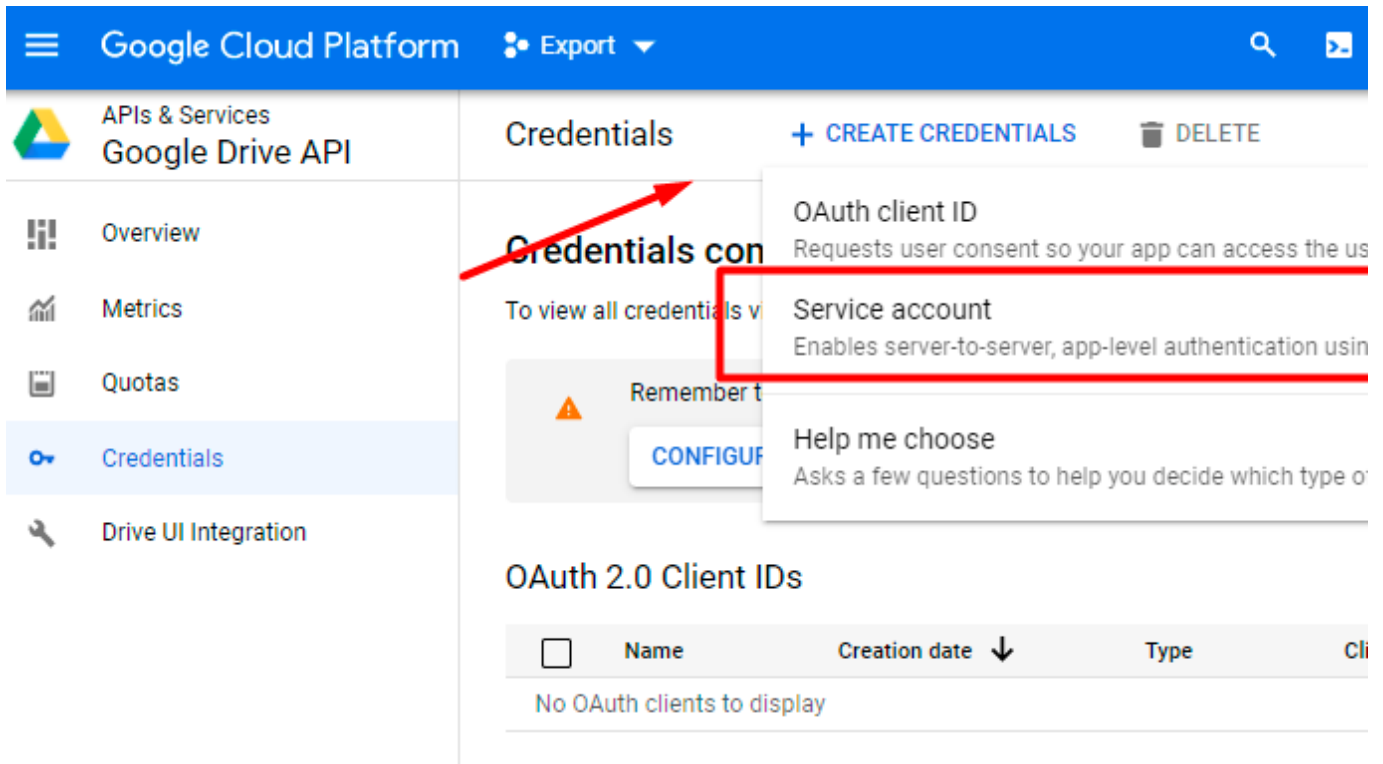 Google Cloud Platform Export
APIs & Services
Google Drive API
Credentials + CREATE CREDENTIALS DELETE
OAuth client ID
Requests user consent so your app can access the us
Overview
Credentials con
Metrics
To view all credentials v
Service account
Enables server-to-server, app-level authentication usin
Quotas
Remember t
Help me choose
Asks a few questions to help you decide which type o
Credentials
CONFIGUR
Drive UI Integration
OAuth 2.0 Client IDs
Name Creation date Type Cli
No OAuth clients to display